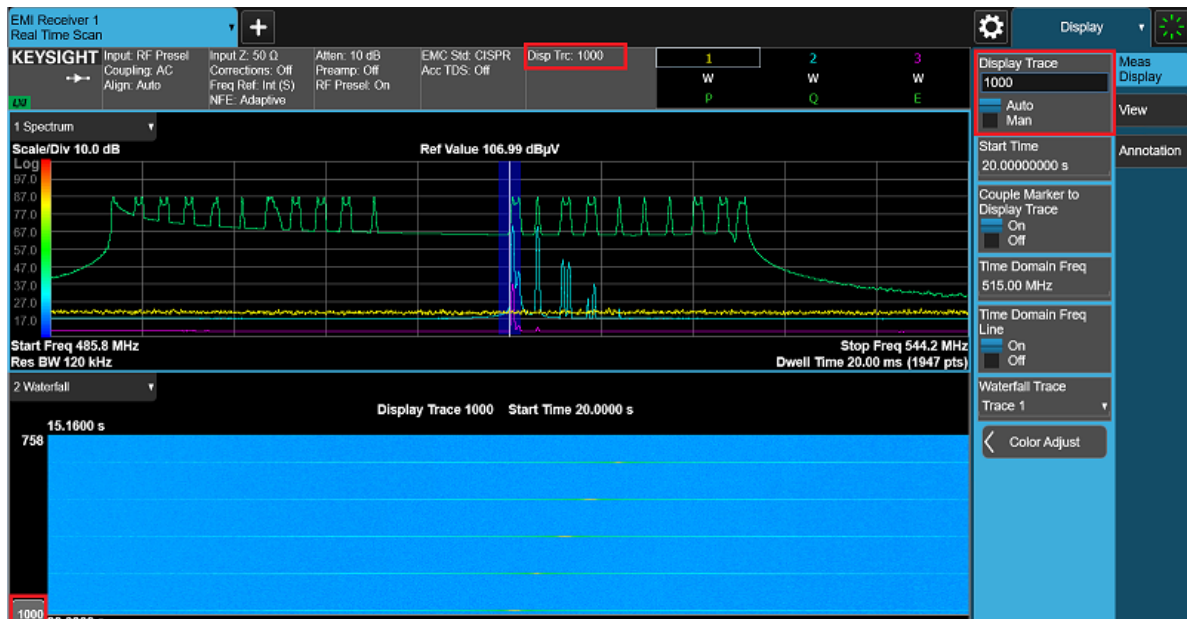 EMI Receiver 1
Real Time Scan
+
Display
KEYSIGHT
Input: RF Presel
Coupling: AC
Align: Auto
Input Z: 50 Ω
Corrections: Off
Freq Ref: Int (S)
NFE: Adaptive
Atten: 10 dB
Preamp: Off
RF Presel: On
EMC Std: CISPR
Acc TDS: Off
Disp Trc: 1000
1 2 3
W W W
P Q E
LXI
1 Spectrum
Scale/Div 10.0 dB
Ref Value 106.99 dBµV
Log
97.0
87.0
77.0
67.0
57.0
47.0
37.0
27.0
17.0
Start Freq 485.8 MHz
Stop Freq 544.2 MHz
Res BW 120 kHz
Dwell Time 20.00 ms (1947 pts)
2 Waterfall
Display Trace 1000 Start Time 20.0000 s
15.1600 s
758
1000
Display Trace
1000
Auto
Man
Start Time
20.00000000 s
Couple Marker to
Display Trace
On
Off
Time Domain Freq
515.00 MHz
Time Domain Freq
Line
On
Off
Waterfall Trace
Trace 1
Color Adjust
Meas
Display
View
Annotation